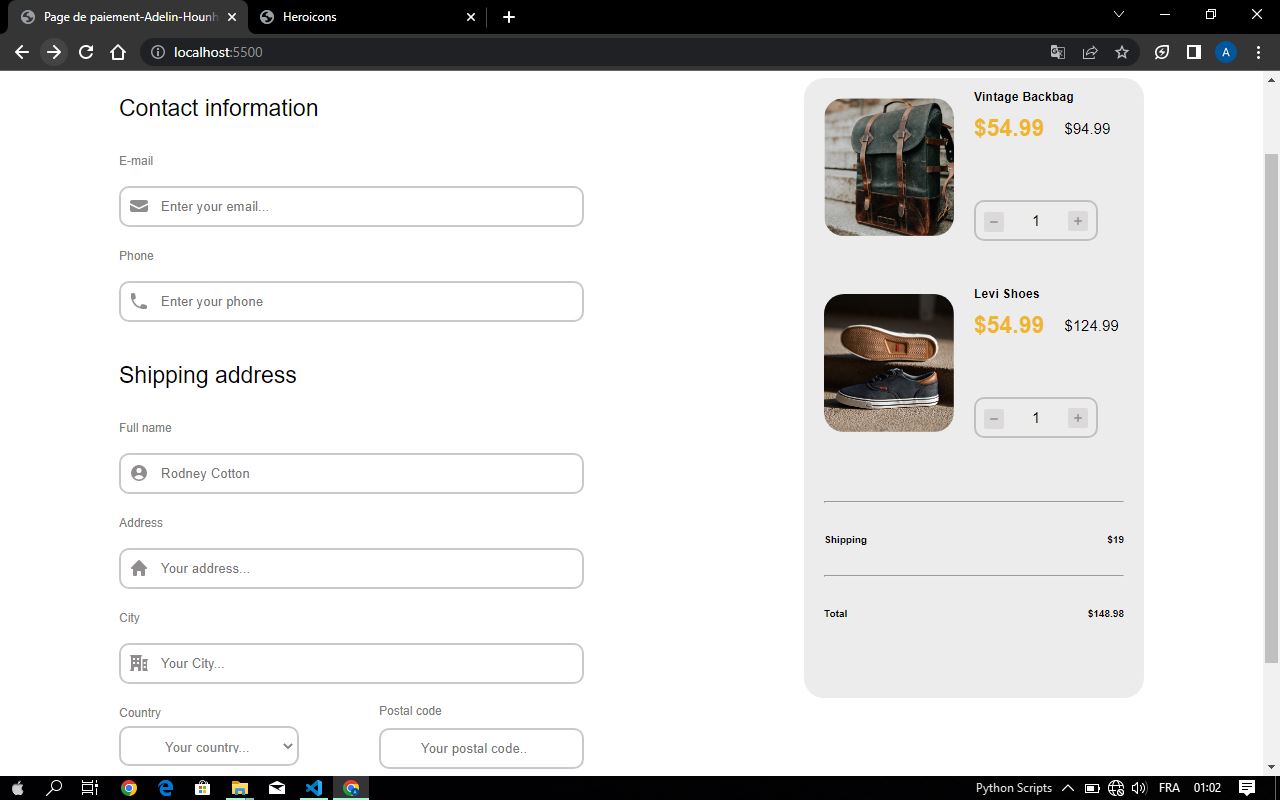 Page de paiement-Adelin-Hounh
Heroicons
localhost:5500
A
Contact information
E-mail
Enter your email...
Phone
Enter your phone
Shipping address
Full name
Rodney Cotton
Address
Your address...
City
Your City...
Country
Postal code
Your country...
Your postal code..
Vintage Backbag
$54.99 $94.99
− 1 +
Levi Shoes
$54.99 $124.99
− 1 +
Shipping $19
Total $148.98
Python Scripts FRA 01:02